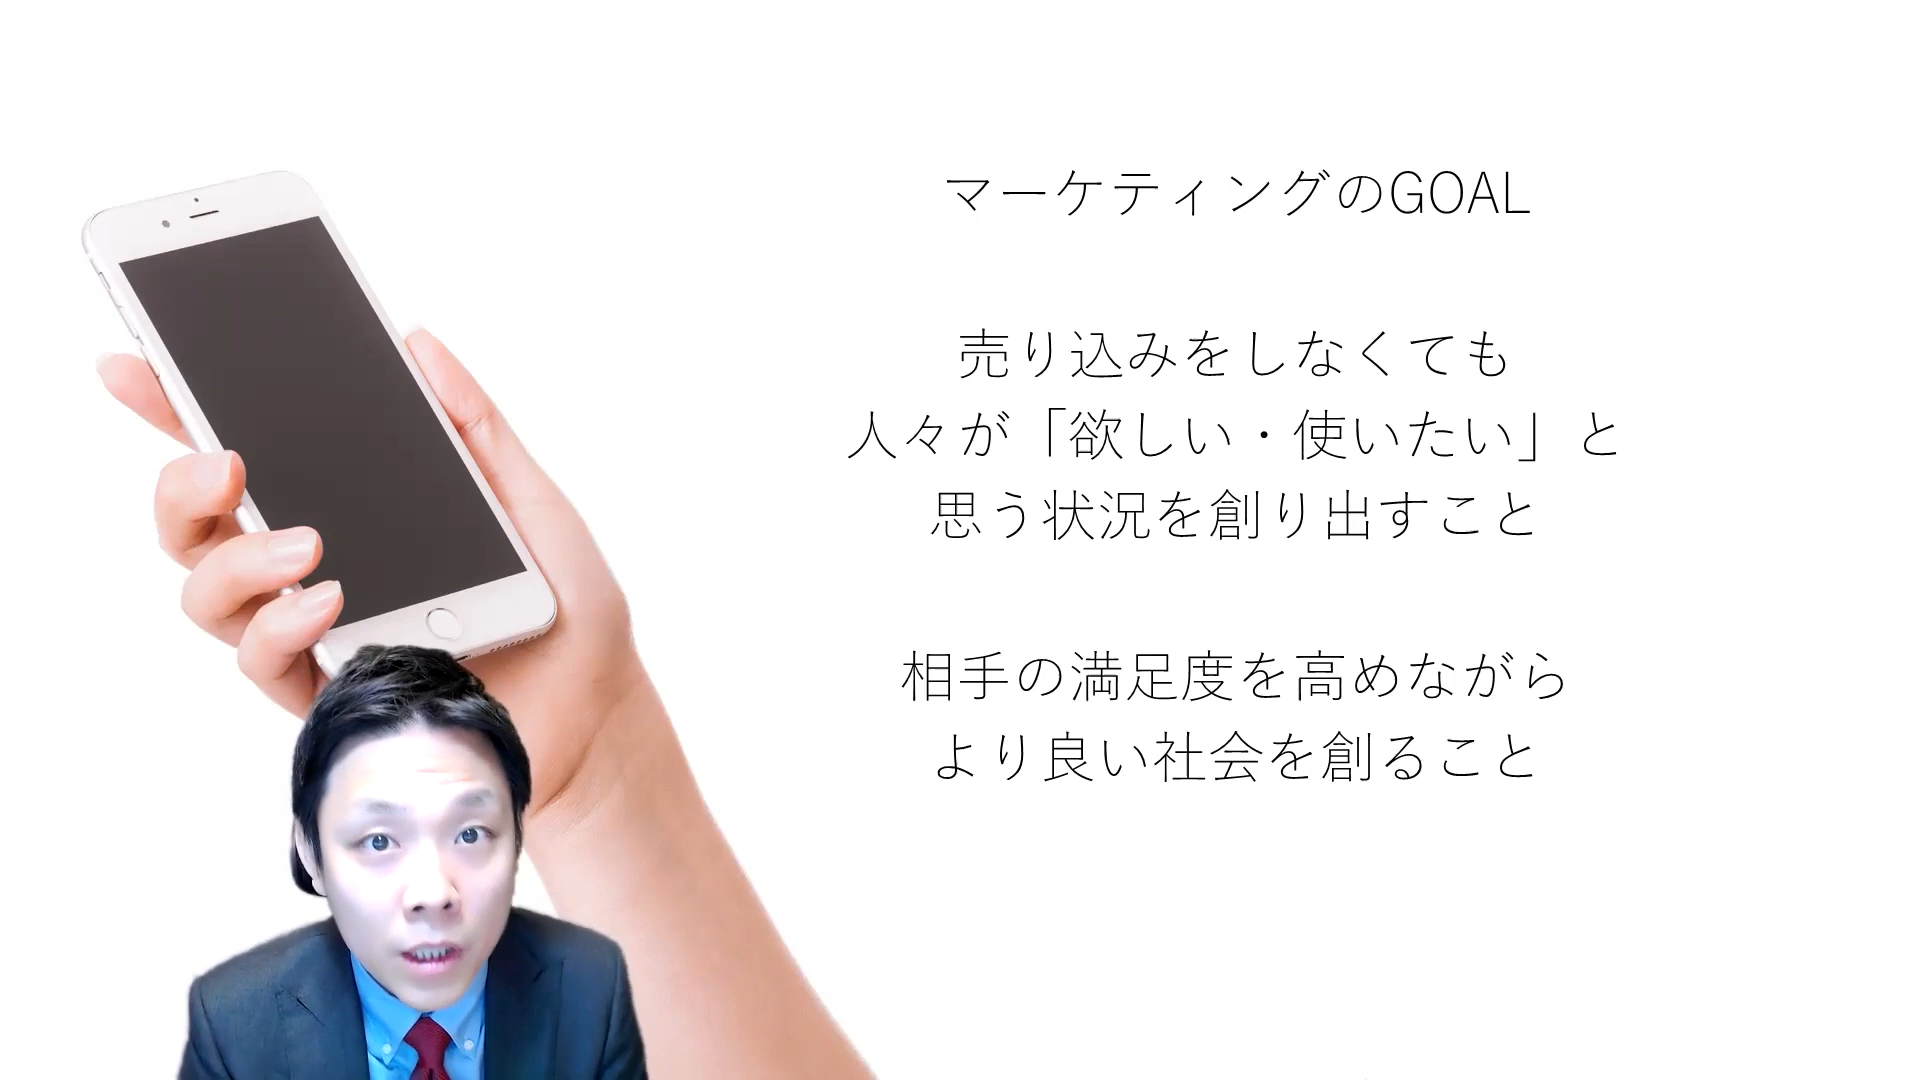 マーケティングのGOAL
売り込みをしなくても
人々が「欲しい・使いたい」と
思う状況を創り出すこと
相手の満足度を高めながら
より良い社会を創ること